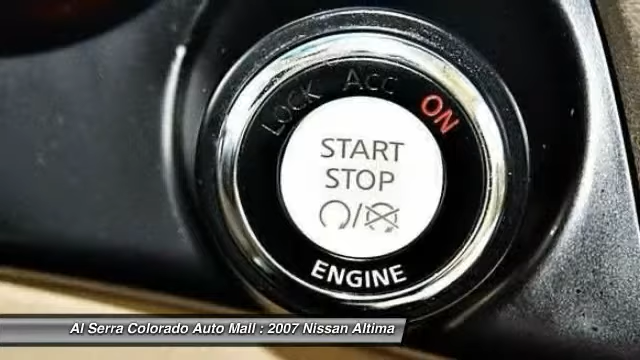 LOCK ACC ON
START
STOP
ENGINE
Al Serra Colorado Auto Mall : 2007 Nissan Altima